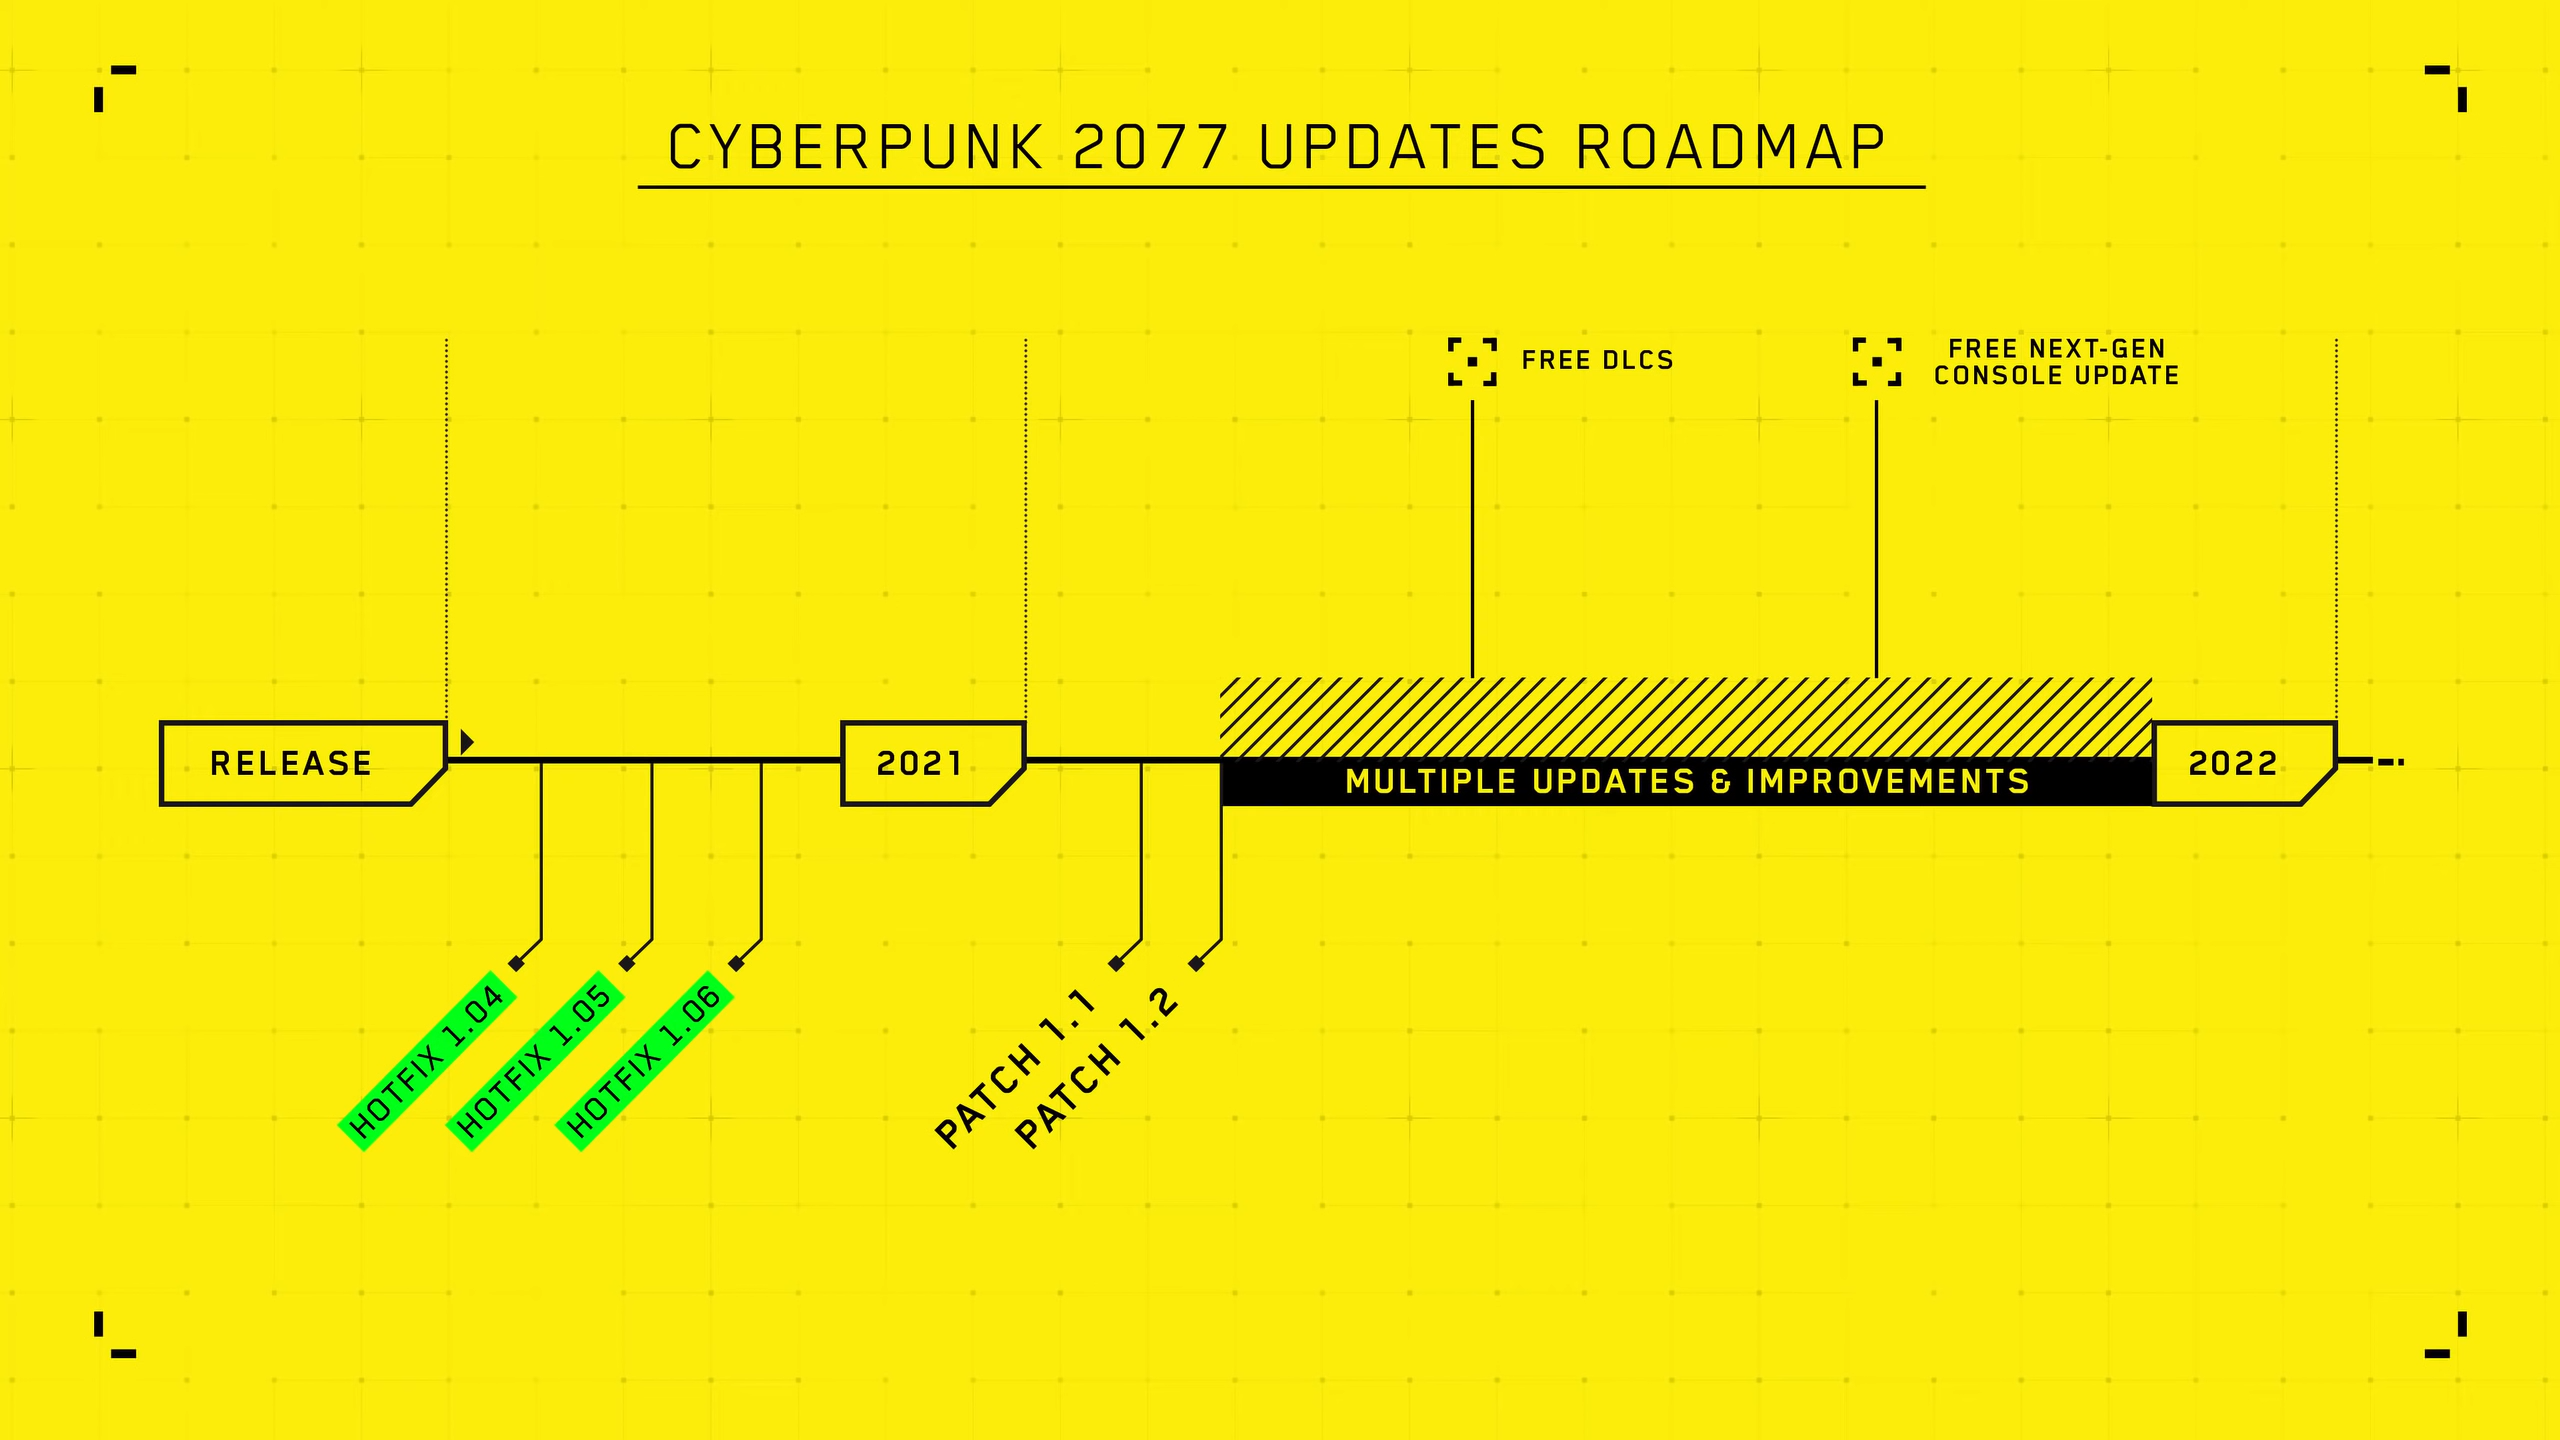 CYBERPUNK 2077 UPDATES ROADMAP
FREE DLCS
FREE NEXT-GEN
CONSOLE UPDATE
RELEASE
2021
MULTIPLE UPDATES & IMPROVEMENTS
2022
HOTFIX 1.04
HOTFIX 1.05
HOTFIX 1.06
PATCH 1.1
PATCH 1.2